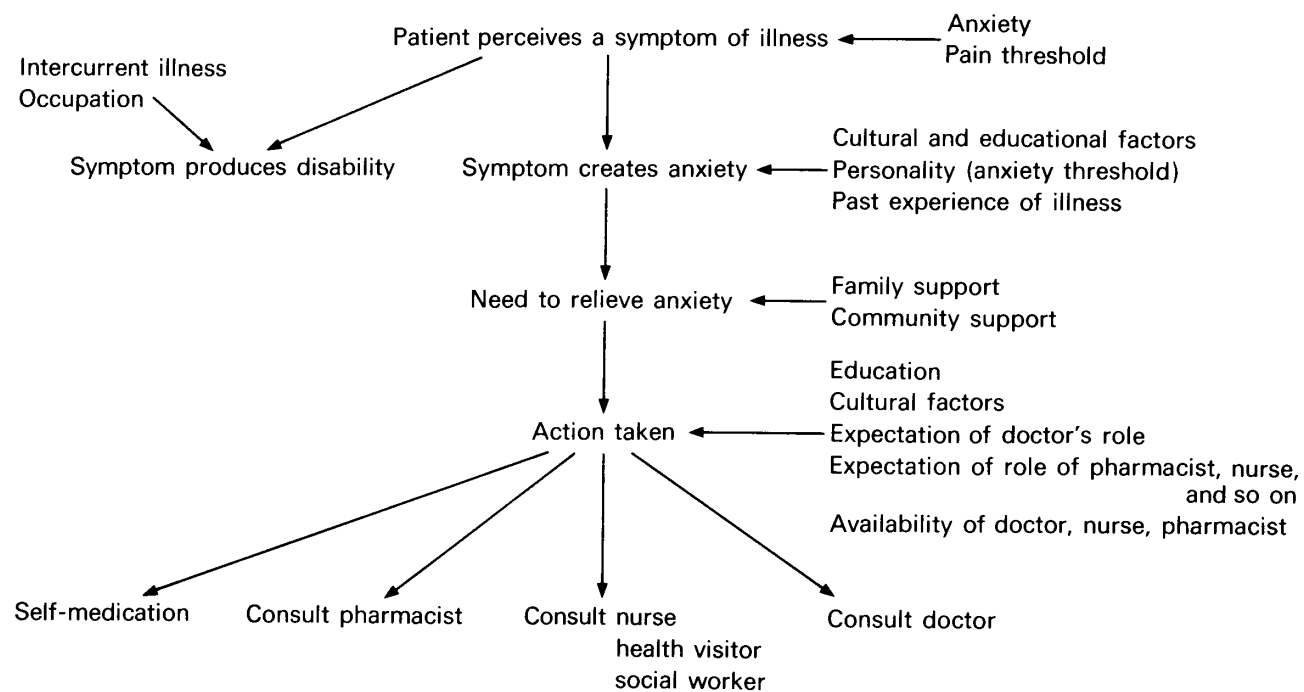 Patient perceives a symptom of illness
Anxiety
Pain threshold
Intercurrent illness
Occupation
Symptom produces disability
Symptom creates anxiety
Cultural and educational factors
Personality (anxiety threshold)
Past experience of illness
Need to relieve anxiety
Family support
Community support
Action taken
Education
Cultural factors
Expectation of doctor's role
Expectation of role of pharmacist, nurse,
and so on
Availability of doctor, nurse, pharmacist
Self-medication
Consult pharmacist
Consult nurse
health visitor
social worker
Consult doctor